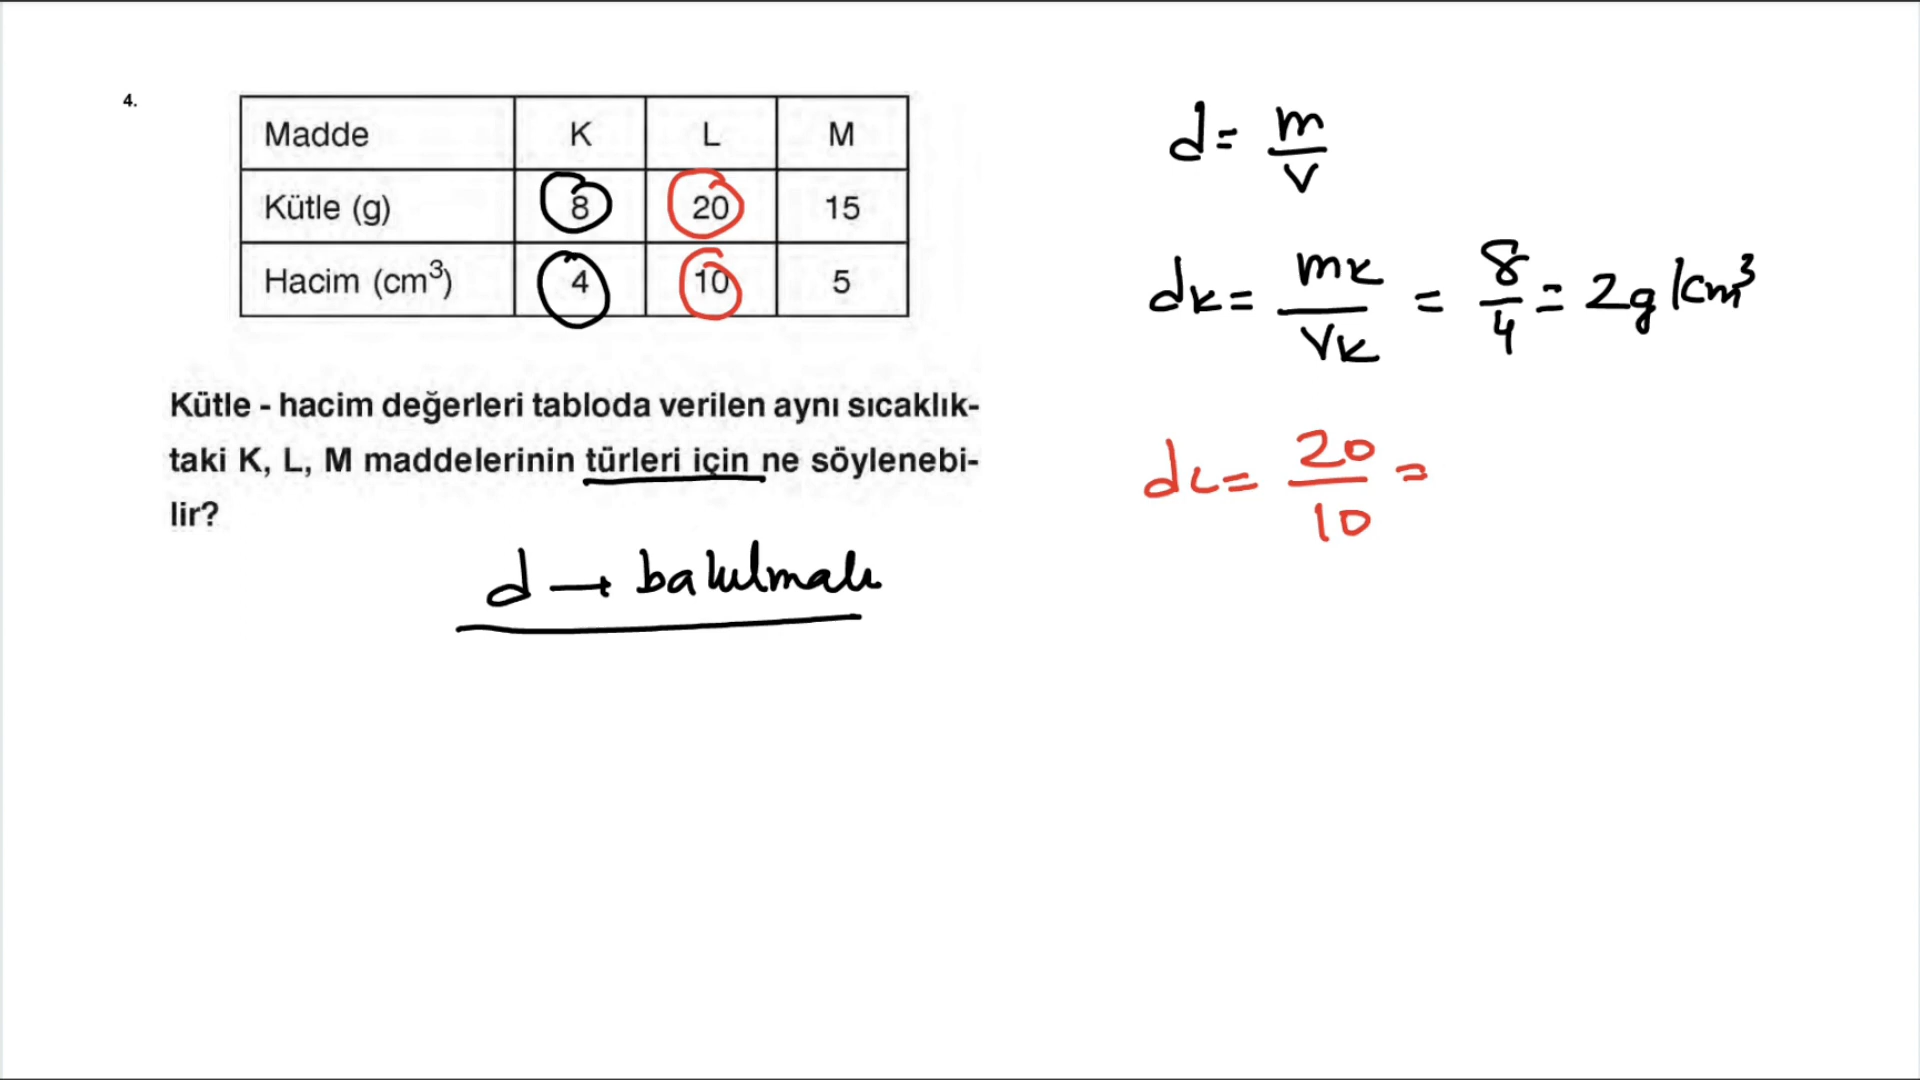 4.
Madde K L M
Kütle (g) 8 20 15
Hacim (cm³) 4 10 5
Kütle - hacim değerleri tabloda verilen aynı sıcaklık-
taki K, L, M maddelerinin türleri için ne söylenebi-
lir?
d → bakılmalı
d = m/v
dK = mK/VK = 8/4 = 2g/cm³
dL = 20/10 =